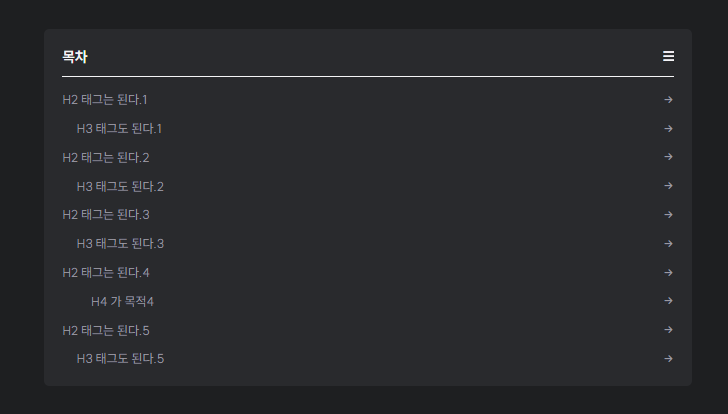 목차
H2 태그는 된다.1
H3 태그도 된다.1
H2 태그는 된다.2
H3 태그도 된다.2
H2 태그는 된다.3
H3 태그도 된다.3
H2 태그는 된다.4
H4 가 목적4
H2 태그는 된다.5
H3 태그도 된다.5